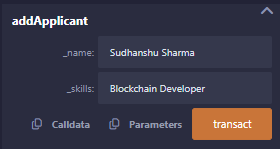 addApplicant
_name: Sudhanshu Sharma
_skills: Blockchain Developer
Calldata Parameters transact